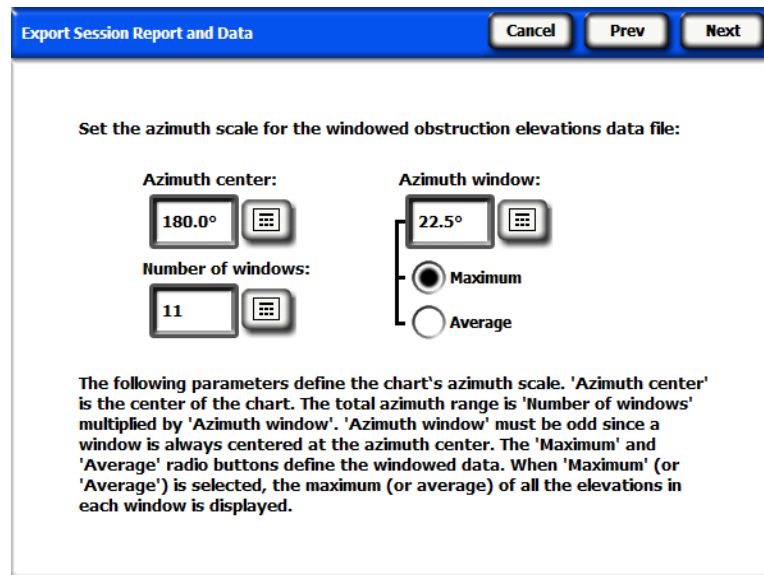 Export Session Report and Data
Cancel
Prev
Next
Set the azimuth scale for the windowed obstruction elevations data file:
Azimuth center:
Azimuth window:
180.0°
22.5°
Number of windows:
Maximum
11
Average
The following parameters define the chart's azimuth scale. 'Azimuth center'
is the center of the chart. The total azimuth range is 'Number of windows'
multiplied by 'Azimuth window'. 'Azimuth window' must be odd since a
window is always centered at the azimuth center. The 'Maximum' and
'Average' radio buttons define the windowed data. When 'Maximum' (or
'Average') is selected, the maximum (or average) of all the elevations in
each window is displayed.